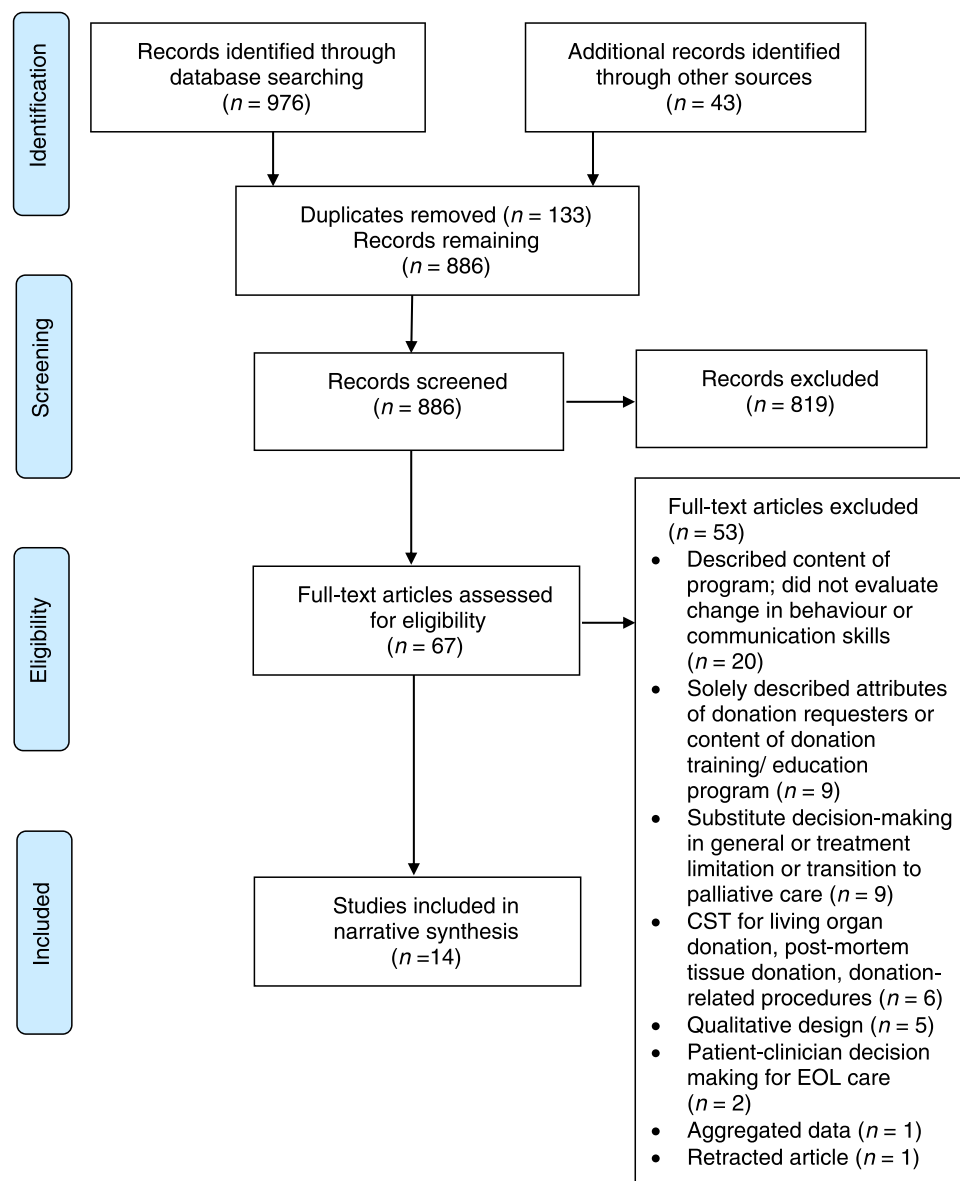 Identification
Records identified through
database searching
(n = 976)
Additional records identified
through other sources
(n = 43)
Duplicates removed (n = 133)
Records remaining
(n = 886)
Screening
Records screened
(n = 886)
Records excluded
(n = 819)
Eligibility
Full-text articles assessed
for eligibility
(n = 67)
Full-text articles excluded
(n = 53)
• Described content of
program; did not evaluate
change in behaviour or
communication skills
(n = 20)
• Solely described attributes
of donation requesters or
content of donation
training/ education
program (n = 9)
• Substitute decision-making
in general or treatment
limitation or transition to
palliative care (n = 9)
• CST for living organ
donation, post-mortem
tissue donation, donation-
related procedures (n = 6)
• Qualitative design (n = 5)
• Patient-clinician decision
making for EOL care
(n = 2)
• Aggregated data (n = 1)
• Retracted article (n = 1)
Included
Studies included in
narrative synthesis
(n =14)